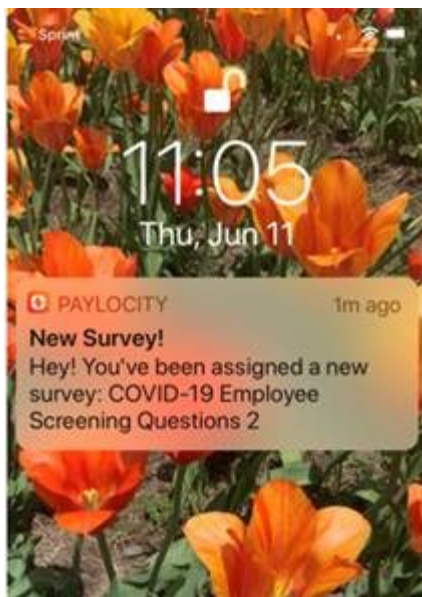 Sprint
11:05
Thu, Jun 11
PAYLOCITY 1m ago
New Survey!
Hey! You've been assigned a new
survey: COVID-19 Employee
Screening Questions 2